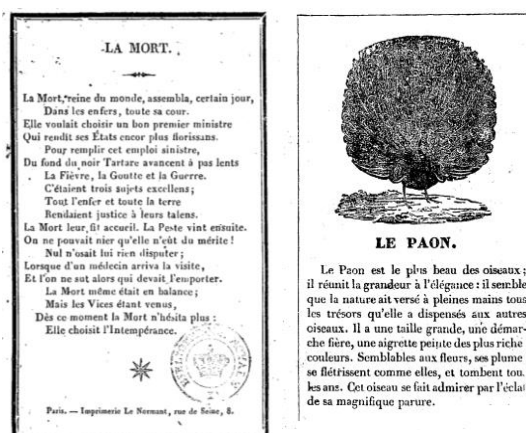 LA MORT.
La Mort, reine du monde, assembla, certain jour,
Dans les enfers, toute sa cour.
Elle voulait choisir un bon premier ministre
Qui rendit ses États encor plus florissans.
Pour remplir cet emploi sinistre,
Du fond du noir Tartare avancent à pas lents
La Fièvre, la Goutte et la Guerre.
C'étaient trois sujets excellens;
Tout l'enfer et toute la terre
Rendaient justice à leurs talens.
La Mort leur fit accueil. La Peste vint ensuite.
On ne pouvait nier qu'elle n'eût du mérite!
Nul n'osait lui rien disputer;
Lorsque d'un médecin arriva la visite,
Et l'on ne sut alors qui devait l'emporter.
La Mort même était en balance;
Mais les Vices étant venus,
Dès ce moment la Mort n'hésita plus:
Elle choisit l'Intempérance.
Paris. — Imprimerie Le Normant, rue de Seine, 8.
LE PAON.
Le Paon est le plus beau des oiseaux;
il réunit la grandeur à l'élégance: il semble
que la nature ait versé à pleines mains tous
les trésors qu'elle a dispensés aux autres
oiseaux. Il a une taille grande, une démar-
che fière, une aigrette peinte des plus riche
couleurs. Semblables aux fleurs, ses plume
se flétrissent comme elles, et tombent tou.
les ans. Cet oiseau se fait admirer par l'éclat
de sa magnifique parure.